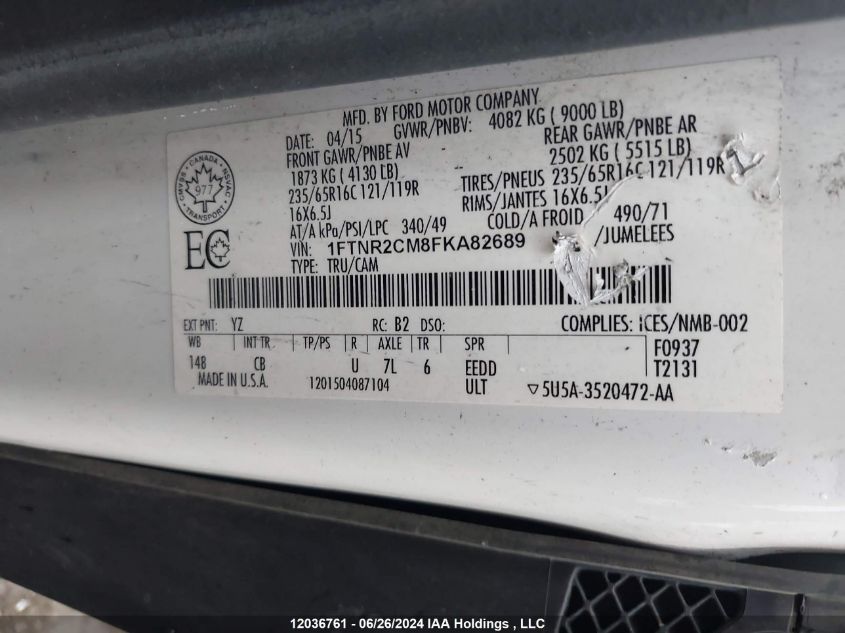 MFD. BY FORD MOTOR COMPANY
DATE: 04/15 GVWR/PNBV: 4082 KG ( 9000 LB)
FRONT GAWR/PNBE AV REAR GAWR/PNBE AR
1873 KG ( 4130 LB) 2502 KG ( 5515 LB)
235/65R16C 121/119R TIRES/PNEUS 235/65R16C 121/119R
16X6.5J RIMS/JANTES 16X6.5J
AT/A kPa/PSI/LPC 340/49 COLD/A FROID 490/71
VIN: 1FTNR2CM8FKA82689 /JUMELEES
TYPE: TRU/CAM
CANADA
CMVSS NSVAC
977
TRANSPORT
EC
EXT PNT: YZ RC: B2 DSO: COMPLIES: ICES/NMB-002
WB INT TR TP/PS R AXLE TR SPR F0937
148 CB U 7L 6 EEDD T2131
MADE IN U.S.A. 1201504087104 ULT ▽5U5A-3520472-AA
12036761 - 06/26/2024 IAA Holdings , LLC